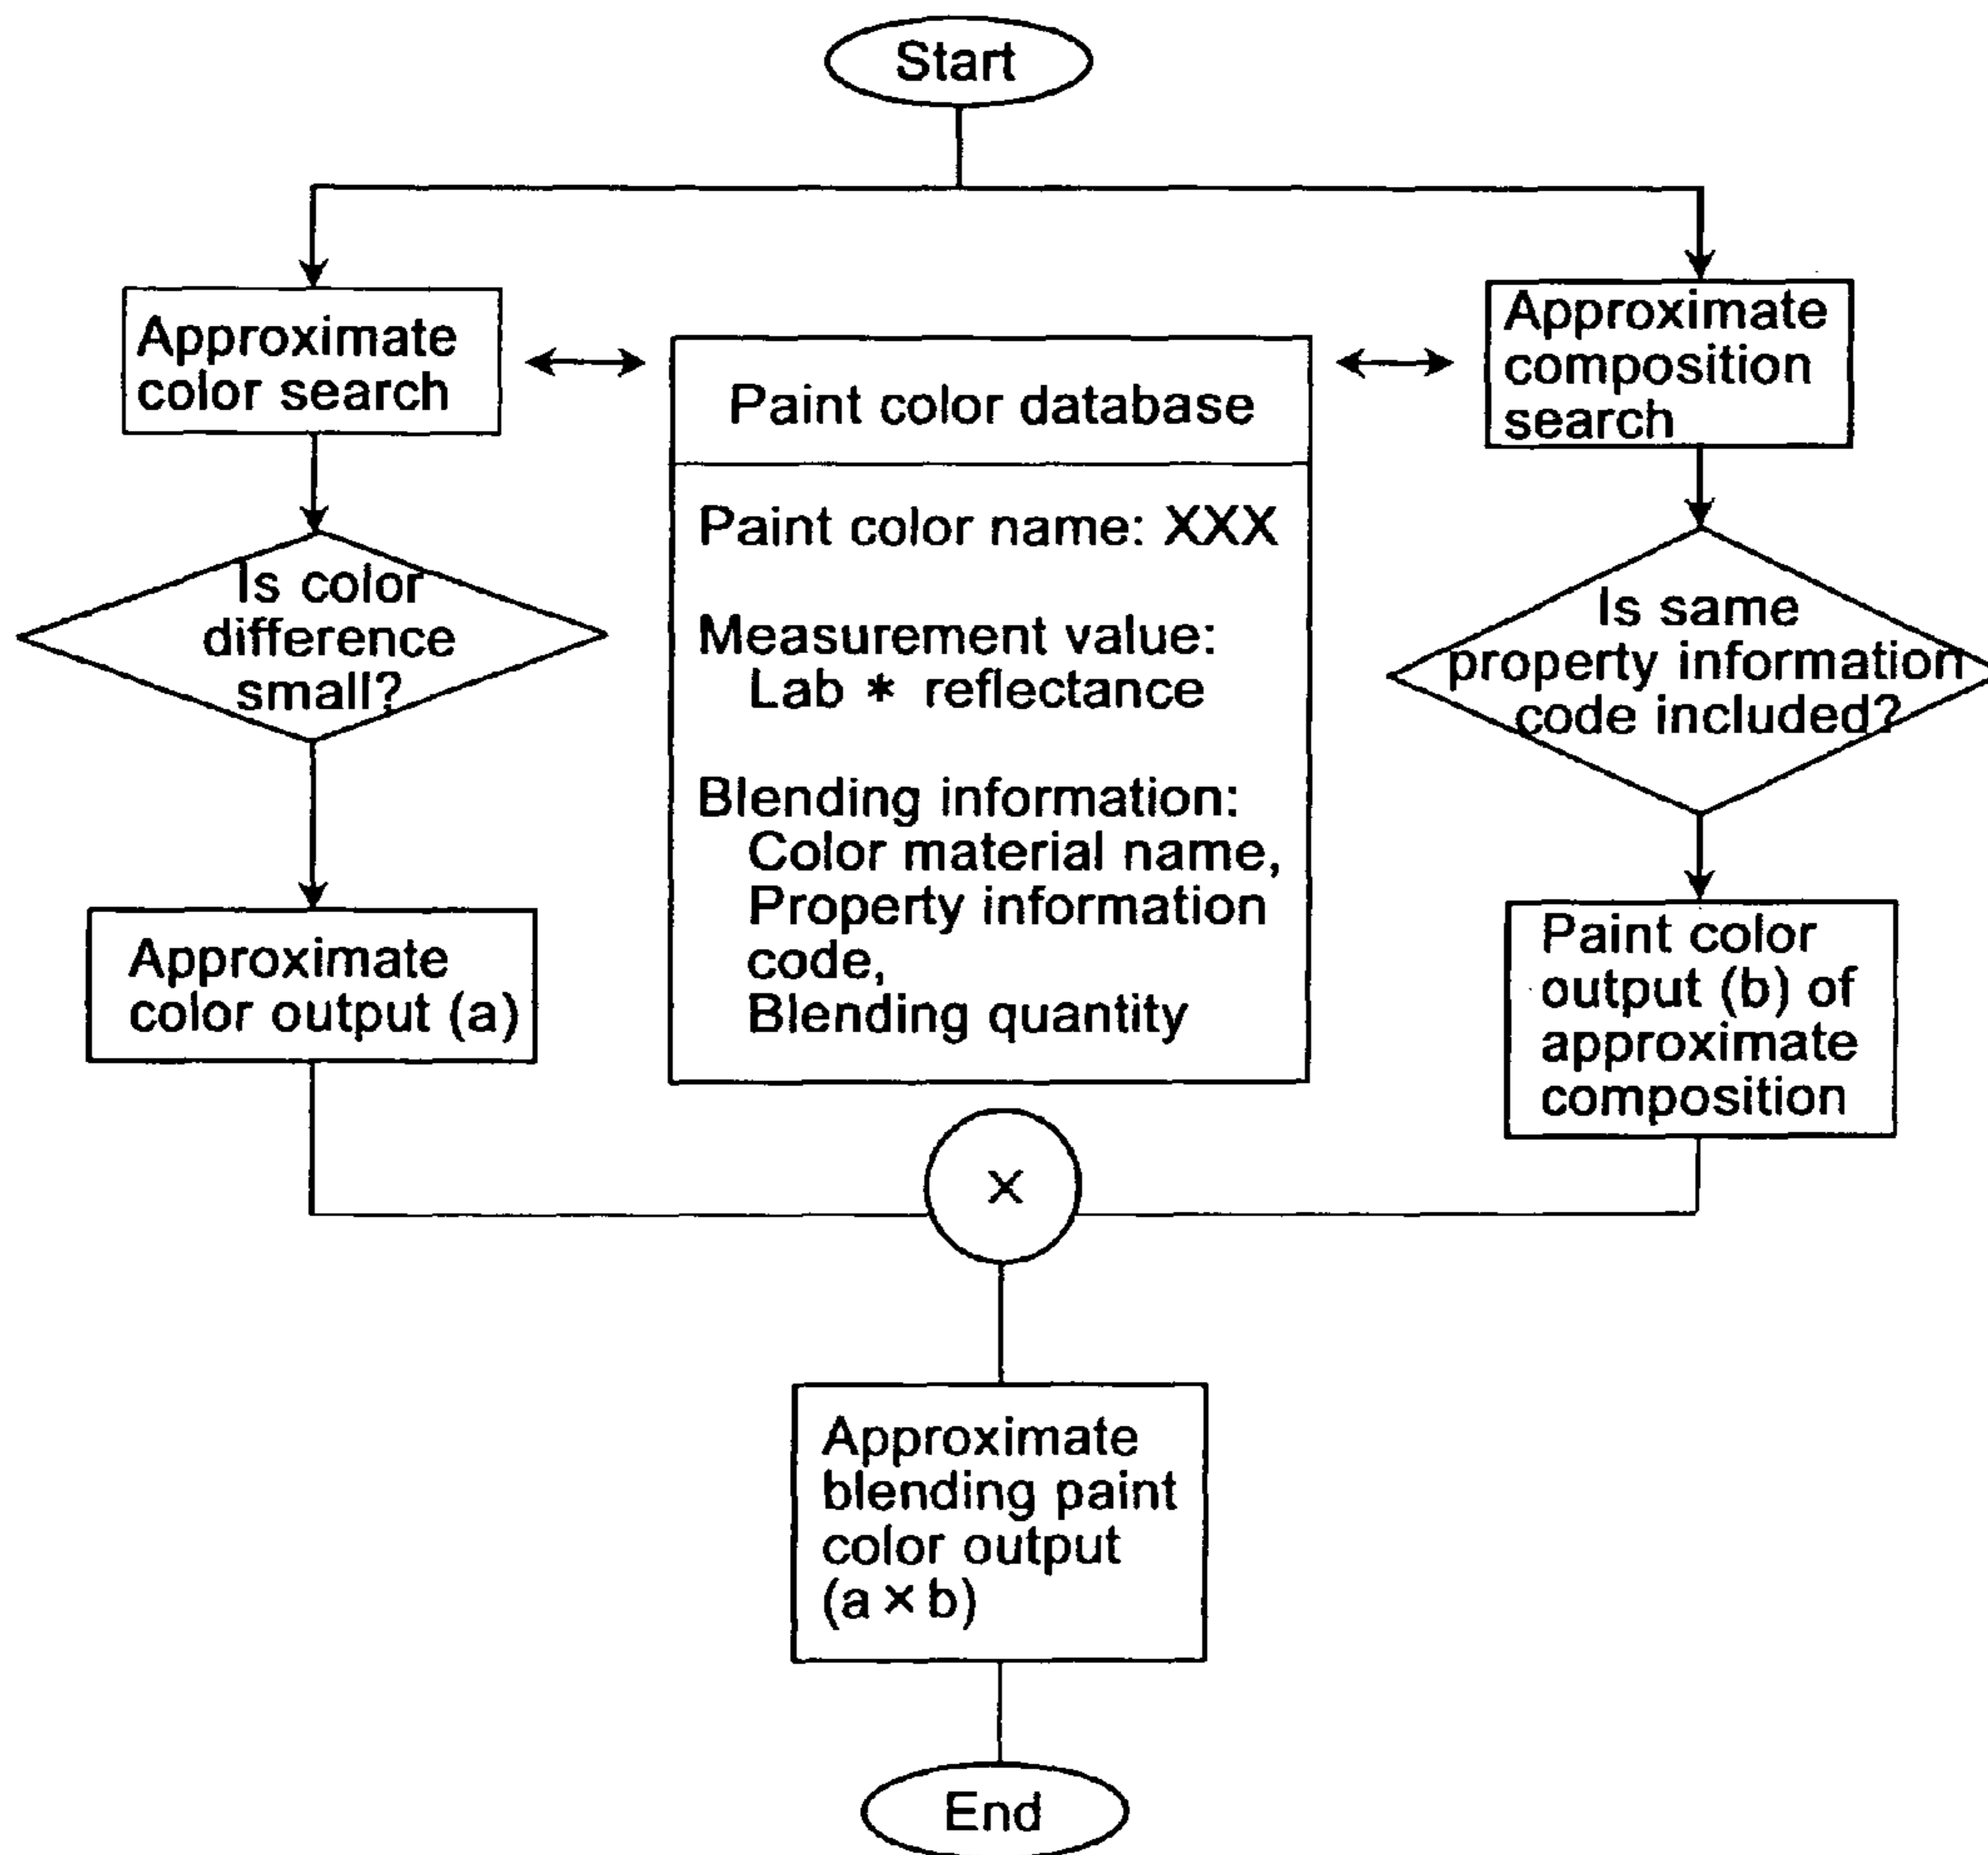 Start
Approximate
color search
Approximate
composition
search
Paint color database
Paint color name: XXX
Measurement value:
Lab * reflectance
Blending information:
Color material name,
Property information
code,
Blending quantity
Is color
difference
small?
Is same
property information
code included?
Approximate
color output (a)
Paint color
output (b) of
approximate
composition
×
Approximate
blending paint
color output
(a × b)
End